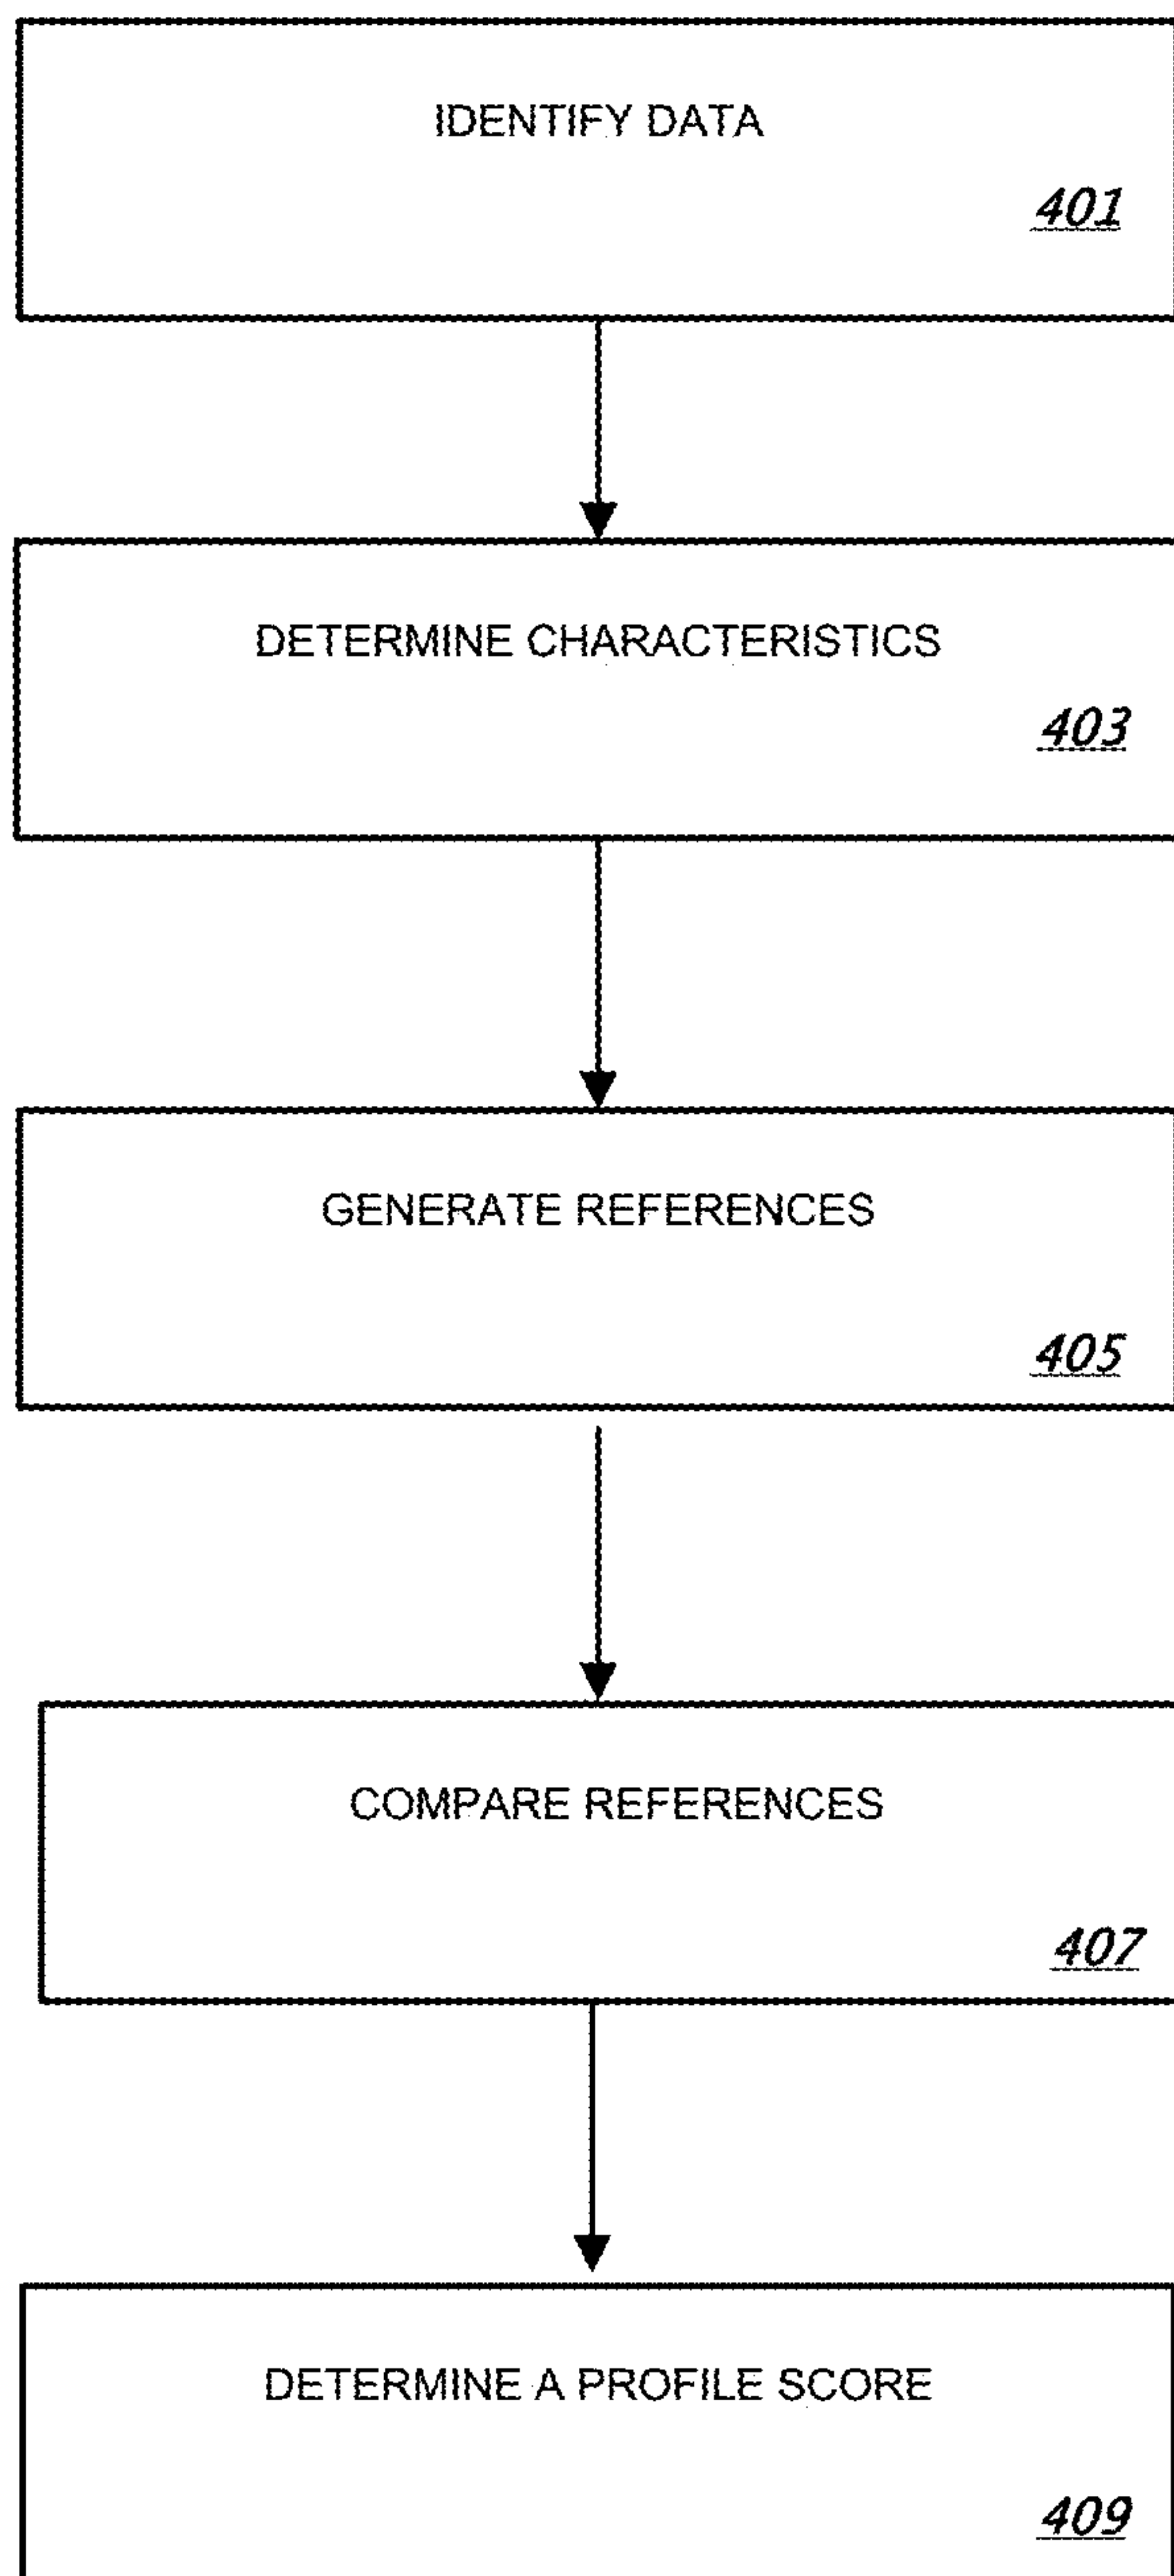 IDENTIFY DATA
401
DETERMINE CHARACTERISTICS
403
GENERATE REFERENCES
405
COMPARE REFERENCES
407
DETERMINE A PROFILE SCORE
409